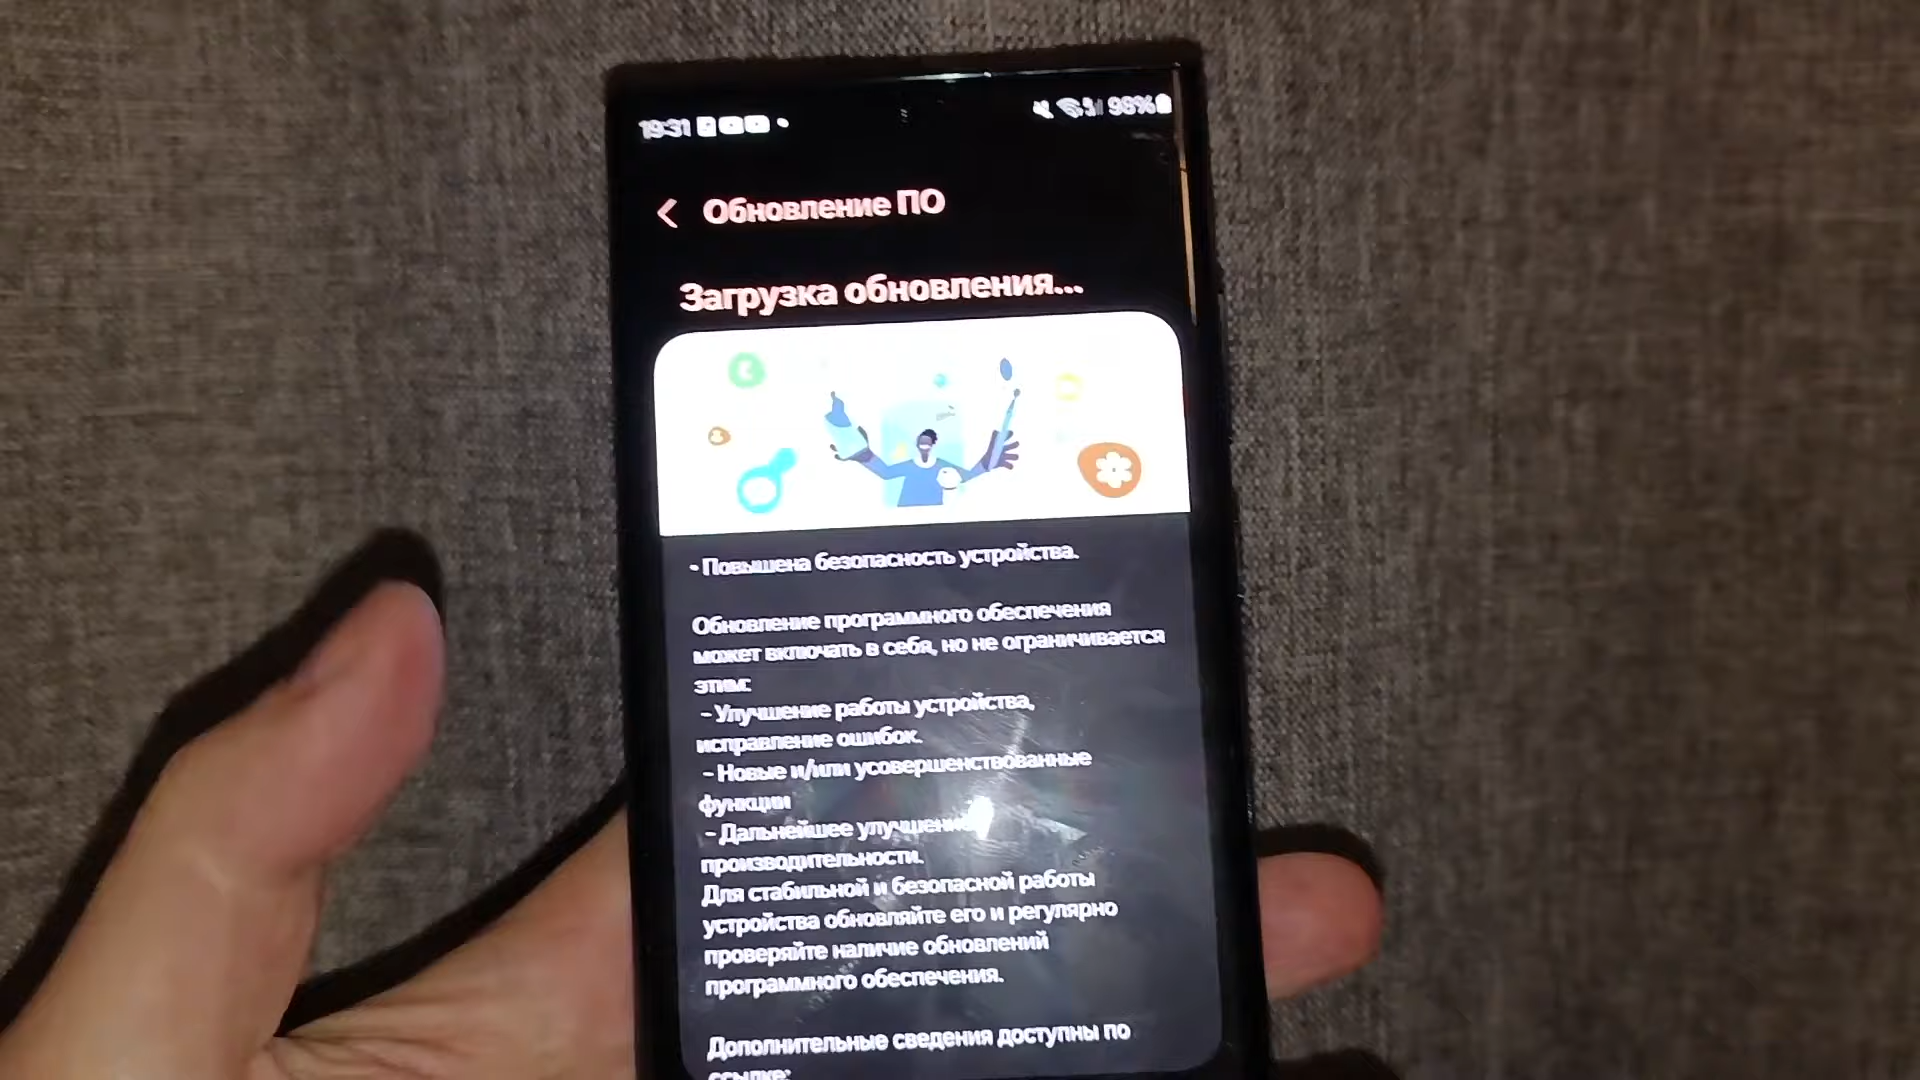 19:31 98%
Обновление ПО
Загрузка обновления...
- Повышена безопасность устройства.
Обновление программного обеспечения
может включать в себя, но не ограничивается
этим:
- Улучшение работы устройства,
исправление ошибок.
- Новые и/или усовершенствованные
функции
- Дальнейшее улучшение
производительности.
Для стабильной и безопасной работы
устройства обновляйте его и регулярно
проверяйте наличие обновлений
программного обеспечения.
Дополнительные сведения доступны по
ссылке: